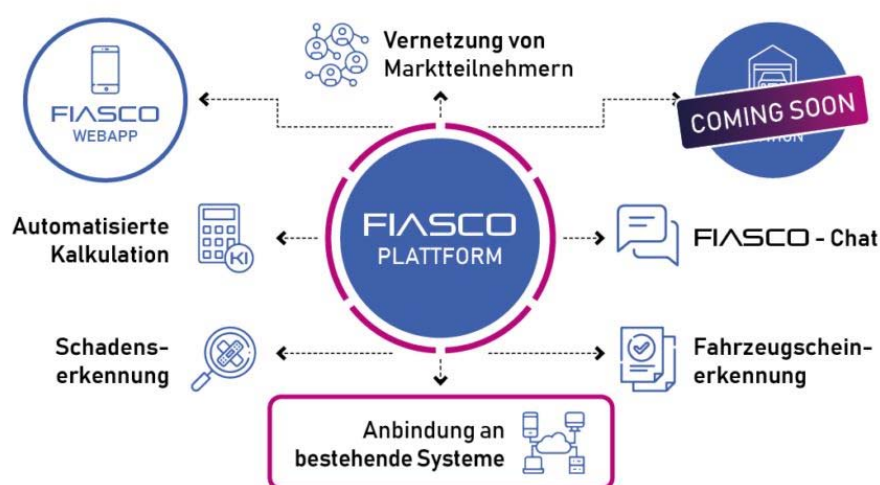 Vernetzung von
Marktteilnehmern
FIASCO
WEBAPP
COMING SOON
Automatisierte
Kalkulation
KI
FIASCO
PLATTFORM
FIASCO - Chat
Schadens-
erkennung
Fahrzeugschein-
erkennung
Anbindung an
bestehende Systeme